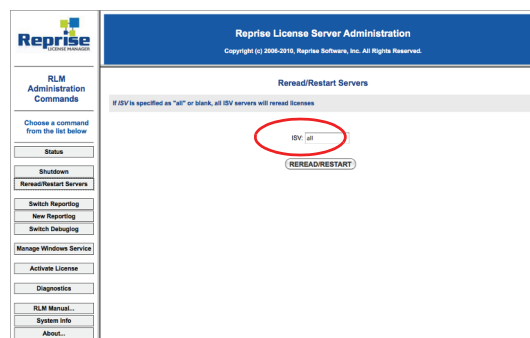 Reprise
LICENSE MANAGER
RLM
Administration
Commands
Choose a command
from the list below
Status
Shutdown
Reread/Restart Servers
Switch Reportlog
New Reportlog
Switch Debuglog
Manage Windows Service
Activate License
Diagnostics
RLM Manual...
System Info
About...
Reprise License Server Administration
Copyright (c) 2006-2010, Reprise Software, Inc. All Rights Reserved.
Reread/Restart Servers
If ISV is specified as "all" or blank, all ISV servers will reread licenses
ISV: all
REREAD/RESTART